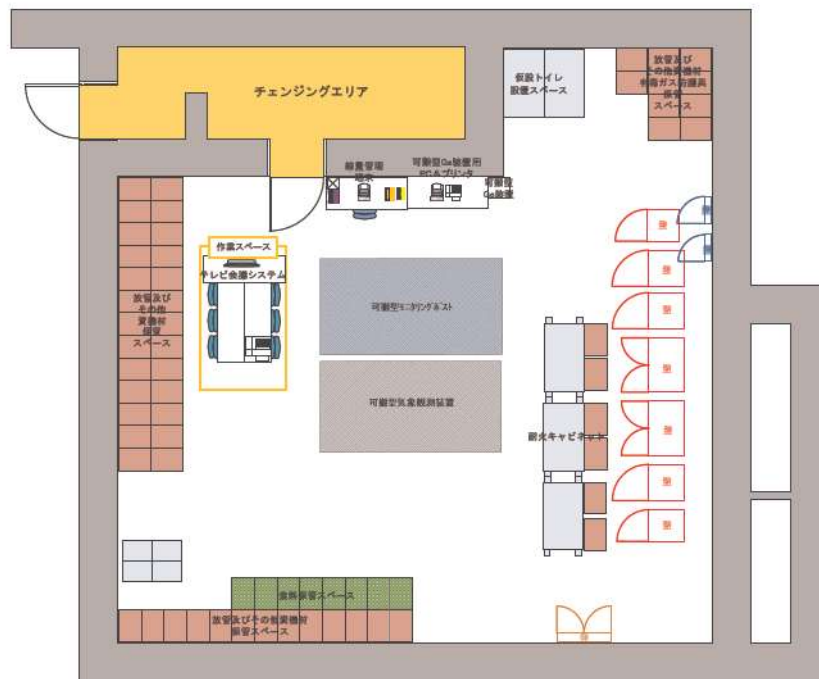 チェンジングエリア
仮設トイレ
設置スペース
放管及び
その他資機材
有毒ガス防護具
保管
スペース
線量管理
端末
可搬型Ge装置用
PC&プリンタ
可搬型
Ge装置
作業スペース
テレビ会議システム
放管及び
その他
資機材
保管
スペース
可搬型モニタリングポスト
可搬型気象観測装置
耐火キャビネット
食料保管スペース
放管及びその他資機材
保管スペース